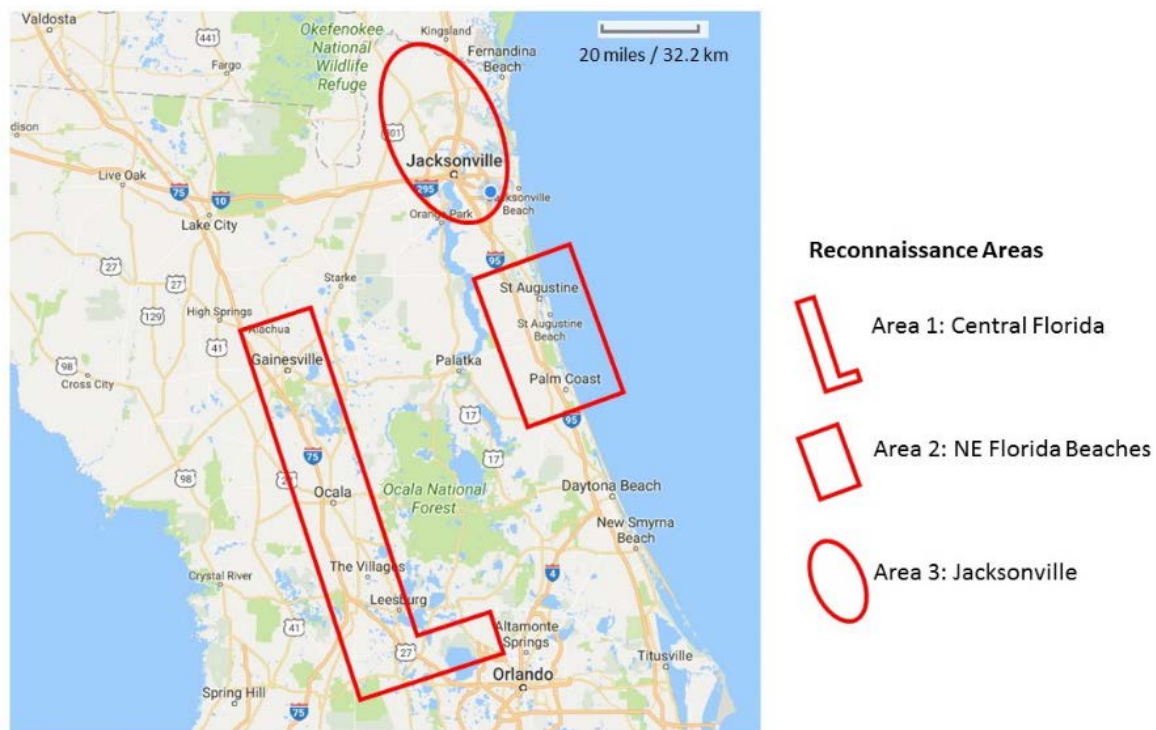 Valdosta
441
Fargo
Okefenokee
National
Wildlife
Refuge
Kingsland
Fernandina
Beach
20 miles / 32.2 km
dison
Live Oak
75
10
Lake City
301
Jacksonville
295
Jacksonville
Beach
Orange Park
95
27
27
129
High Springs
41
Starke
Alachua
Gainesville
98
Cross City
St Augustine
St Augustine
Beach
Palatka
Palm Coast
17
95
75
98
27
Ocala
Ocala National
Forest
17
Daytona Beach
New Smyrna
Beach
Crystal River
The Villages
Leesburg
4
41
27
Altamonte
Springs
Orlando
Titusville
Spring Hill
75
Reconnaissance Areas
Area 1: Central Florida
Area 2: NE Florida Beaches
Area 3: Jacksonville